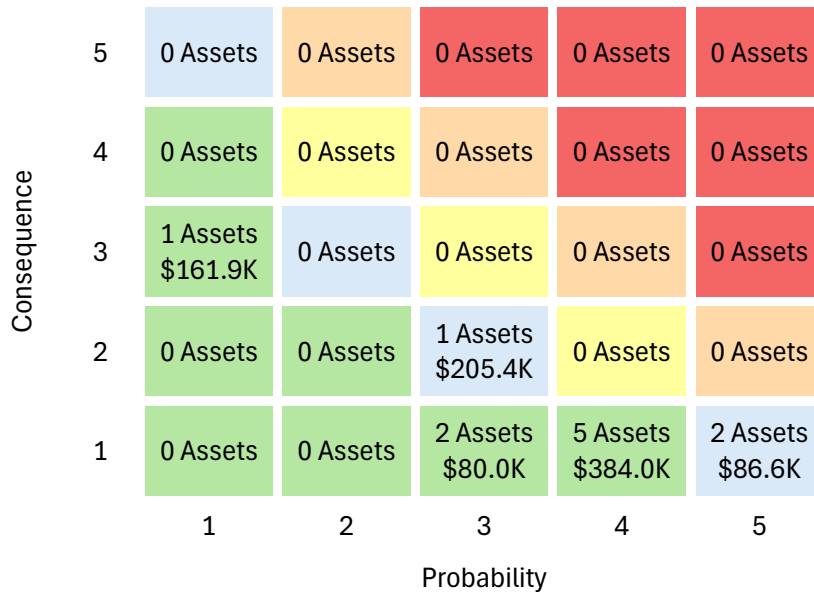 5 0 Assets 0 Assets 0 Assets 0 Assets 0 Assets
4 0 Assets 0 Assets 0 Assets 0 Assets 0 Assets
Consequence
3 1 Assets $161.9K 0 Assets 0 Assets 0 Assets 0 Assets
2 0 Assets 0 Assets 1 Assets $205.4K 0 Assets 0 Assets
1 0 Assets 0 Assets 2 Assets $80.0K 5 Assets $384.0K 2 Assets $86.6K
1 2 3 4 5
Probability